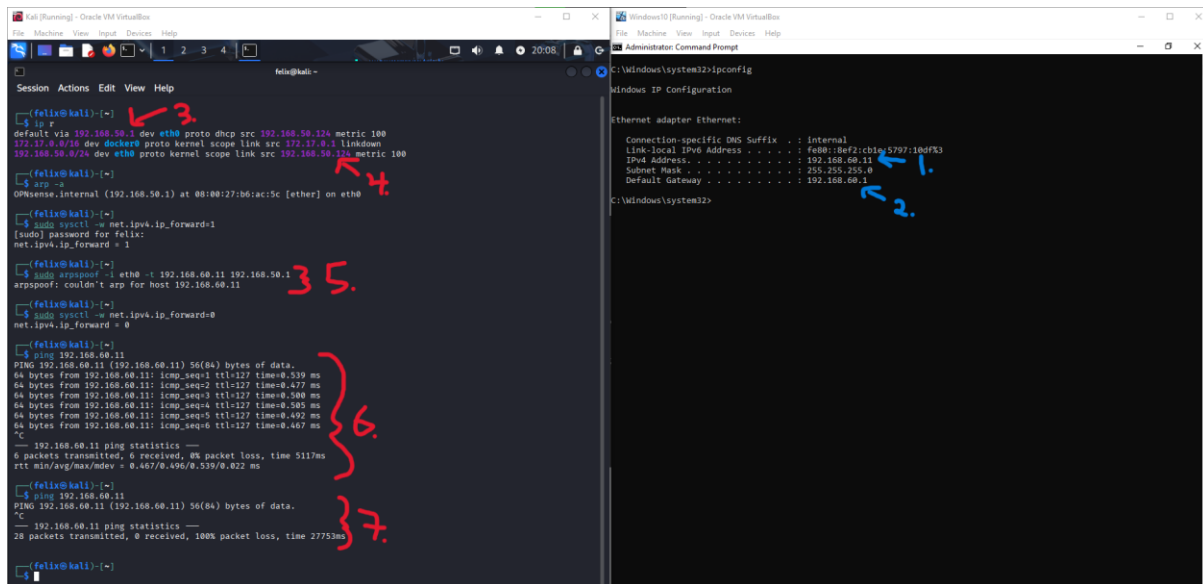 Kali [Running] - Oracle VM VirtualBox
File Machine View Input Devices Help
1 2 3 4
20:08
felix@kali: ~
Session Actions Edit View Help
(felix㉿kali)-[~]
$ ip r
3.
default via 192.168.50.1 dev eth0 proto dhcp src 192.168.50.124 metric 100
172.17.0.0/16 dev docker0 proto kernel scope link src 172.17.0.1 linkdown
192.168.50.0/24 dev eth0 proto kernel scope link src 192.168.50.124 metric 100
4.
(felix㉿kali)-[~]
$ arp -a
OPNsense.internal (192.168.50.1) at 08:00:27:b6:ac:5c [ether] on eth0
(felix㉿kali)-[~]
$ sudo sysctl -w net.ipv4.ip_forward=1
[sudo] password for felix:
net.ipv4.ip_forward = 1
(felix㉿kali)-[~]
$ sudo arpspoof -i eth0 -t 192.168.60.11 192.168.50.1
arpspoof: couldn't arp for host 192.168.60.11
5.
(felix㉿kali)-[~]
$ sudo sysctl -w net.ipv4.ip_forward=0
net.ipv4.ip_forward = 0
(felix㉿kali)-[~]
$ ping 192.168.60.11
PING 192.168.60.11 (192.168.60.11) 56(84) bytes of data.
64 bytes from 192.168.60.11: icmp_seq=1 ttl=127 time=0.539 ms
64 bytes from 192.168.60.11: icmp_seq=2 ttl=127 time=0.477 ms
64 bytes from 192.168.60.11: icmp_seq=3 ttl=127 time=0.500 ms
64 bytes from 192.168.60.11: icmp_seq=4 ttl=127 time=0.505 ms
64 bytes from 192.168.60.11: icmp_seq=5 ttl=127 time=0.492 ms
64 bytes from 192.168.60.11: icmp_seq=6 ttl=127 time=0.467 ms
^C
6.
— 192.168.60.11 ping statistics —
6 packets transmitted, 6 received, 0% packet loss, time 5117ms
rtt min/avg/max/mdev = 0.467/0.496/0.539/0.022 ms
(felix㉿kali)-[~]
$ ping 192.168.60.11
PING 192.168.60.11 (192.168.60.11) 56(84) bytes of data.
^C
7.
— 192.168.60.11 ping statistics —
28 packets transmitted, 0 received, 100% packet loss, time 27753ms
(felix㉿kali)-[~]
$
Windows10 [Running] - Oracle VM VirtualBox
File Machine View Input Devices Help
Administrator: Command Prompt
C:\Windows\system32>ipconfig
Windows IP Configuration
Ethernet adapter Ethernet:
Connection-specific DNS Suffix . : internal
Link-local IPv6 Address . . . . . : fe80::8ef2:cb1e:5797:10df%3
IPv4 Address. . . . . . . . . . . : 192.168.60.11
1.
Subnet Mask . . . . . . . . . . . : 255.255.255.0
Default Gateway . . . . . . . . . : 192.168.60.1
2.
C:\Windows\system32>